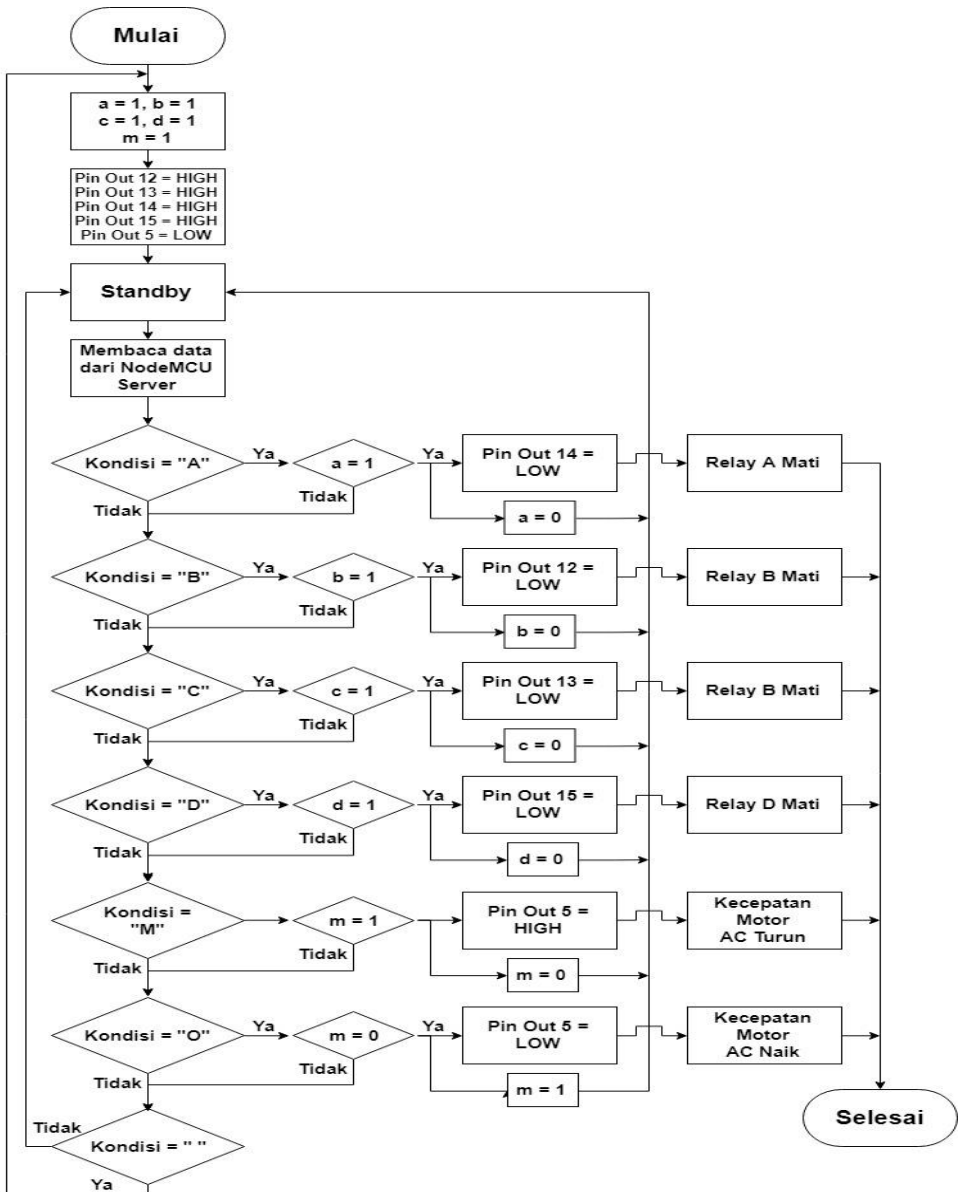 Mulai
a = 1, b = 1
c = 1, d = 1
m = 1
Pin Out 12 = HIGH
Pin Out 13 = HIGH
Pin Out 14 = HIGH
Pin Out 15 = HIGH
Pin Out 5 = LOW
Standby
Membaca data
dari NodeMCU
Server
Kondisi = "A"
Ya
a = 1
Ya
Pin Out 14 =
LOW
Relay A Mati
Tidak
Tidak
a = 0
Kondisi = "B"
Ya
b = 1
Ya
Pin Out 12 =
LOW
Relay B Mati
Tidak
Tidak
b = 0
Kondisi = "C"
Ya
c = 1
Ya
Pin Out 13 =
LOW
Relay B Mati
Tidak
Tidak
c = 0
Kondisi = "D"
Ya
d = 1
Ya
Pin Out 15 =
LOW
Relay D Mati
Tidak
Tidak
d = 0
Kondisi =
"M"
m = 1
Ya
Pin Out 5 =
HIGH
Kecepatan
Motor
AC Turun
Tidak
Tidak
m = 0
Kondisi = "O"
Ya
m = 0
Ya
Pin Out 5 =
LOW
Kecepatan
Motor
AC Naik
Tidak
Tidak
m = 1
Selesai
Tidak
Kondisi = " "
Ya